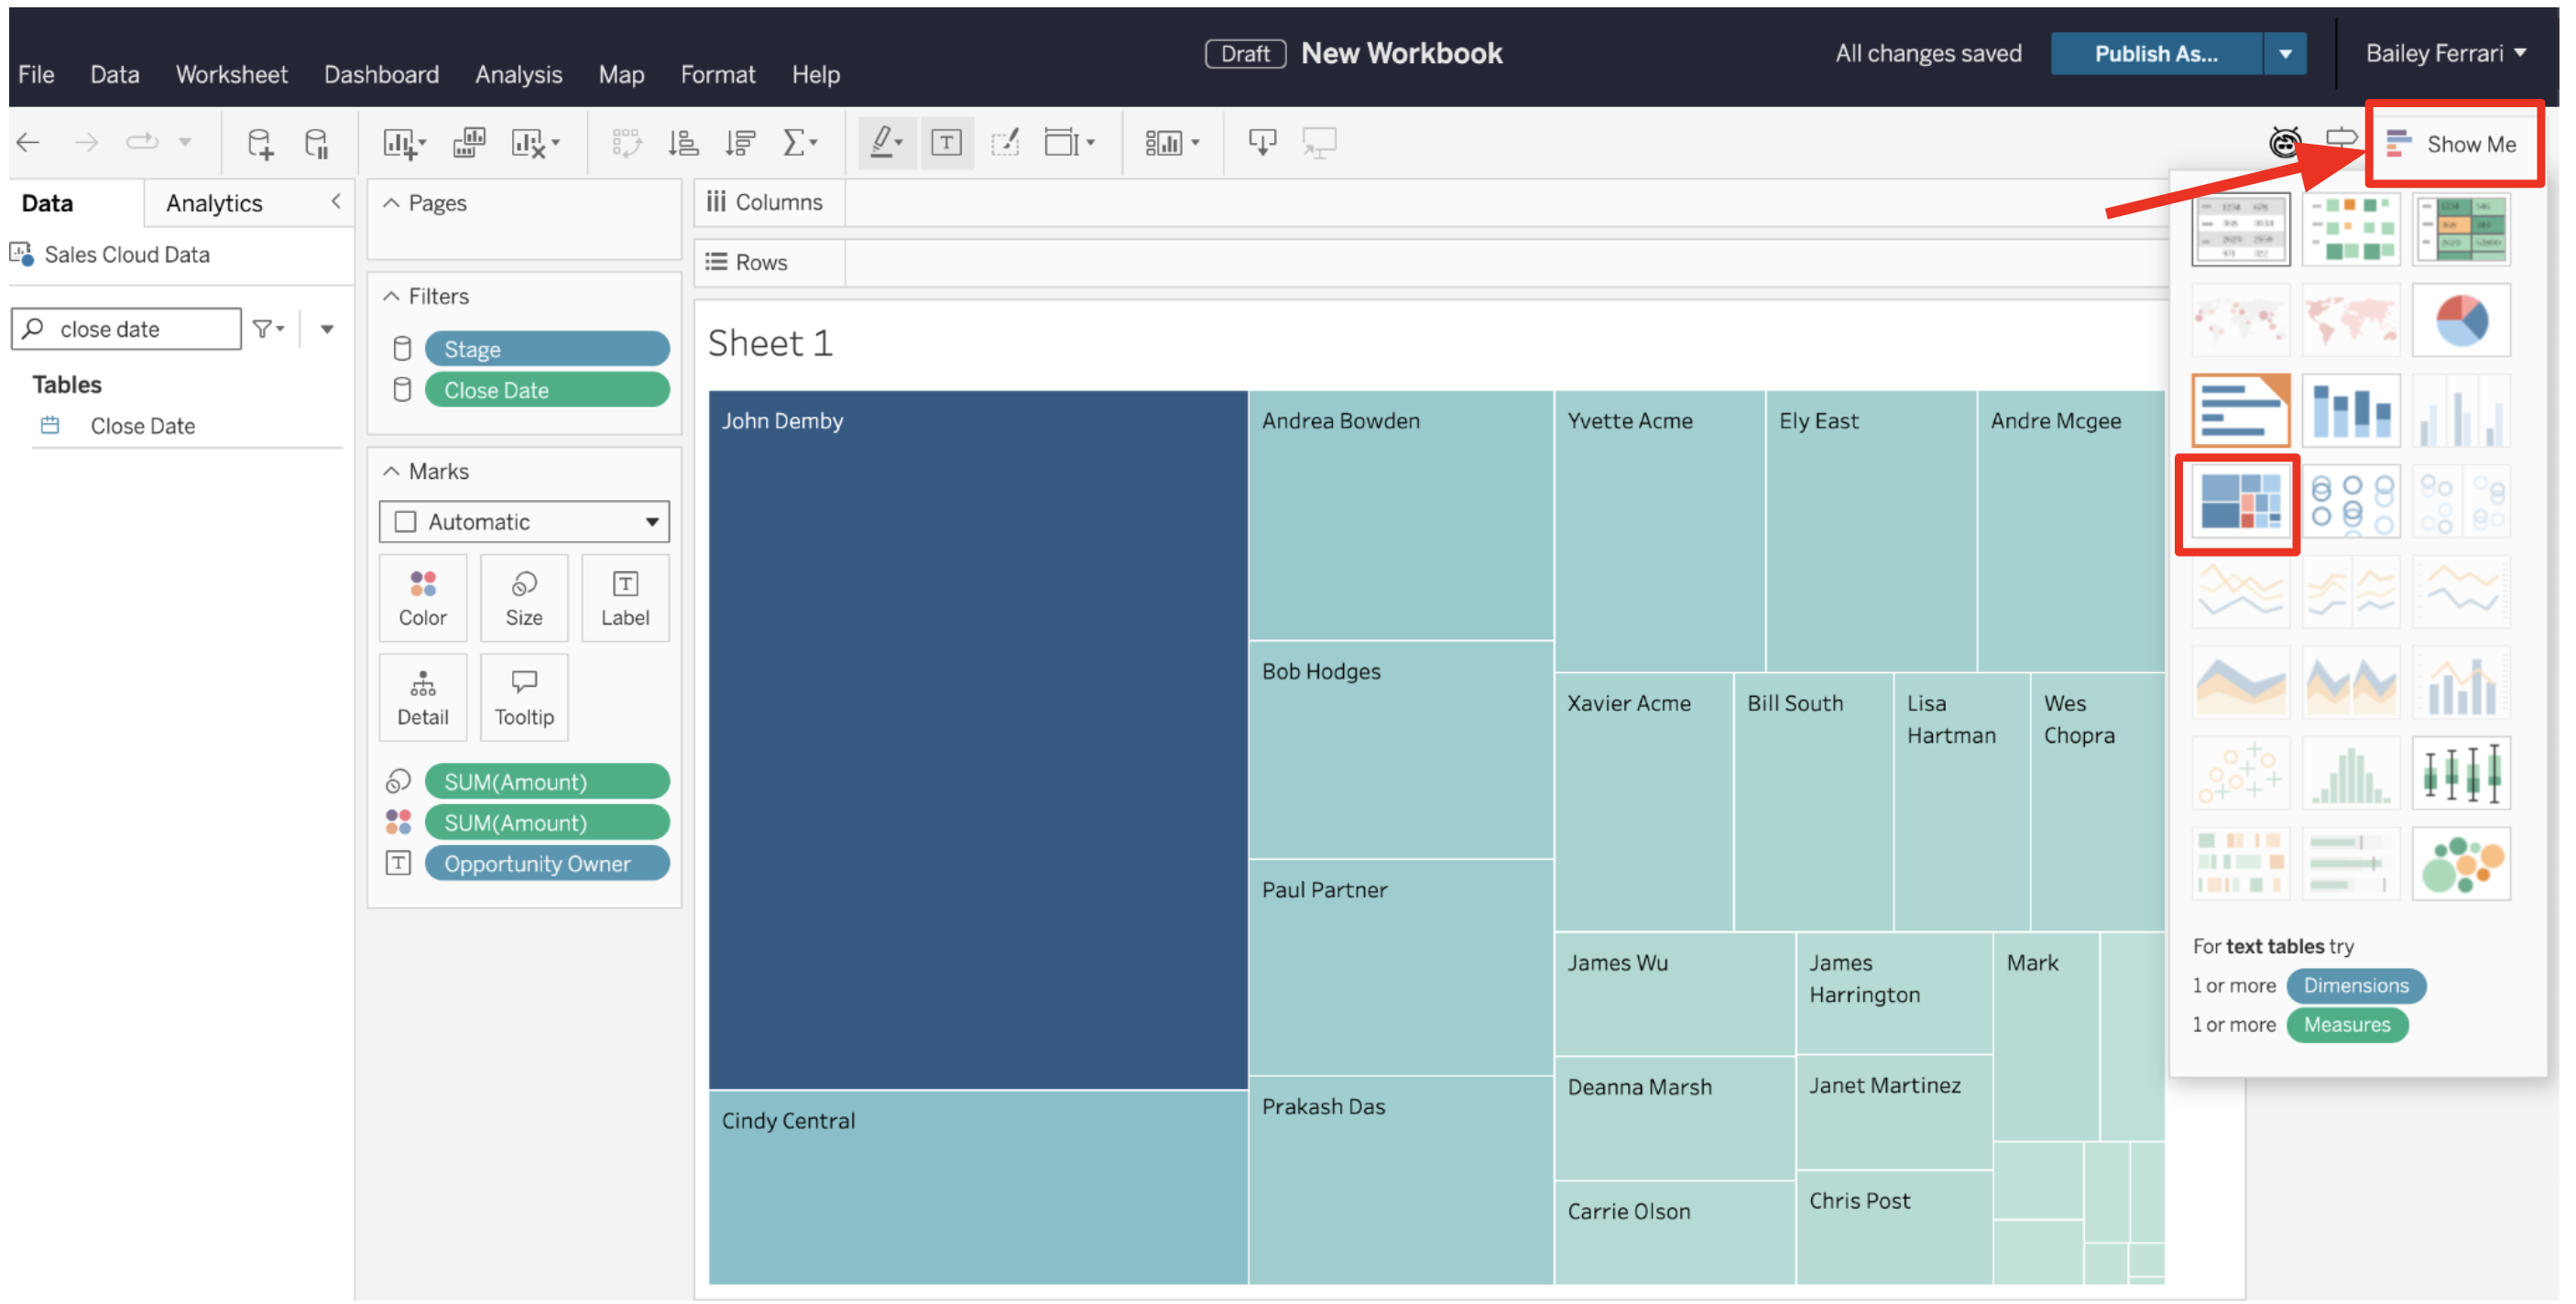 Draft New Workbook
All changes saved
Publish As...
Bailey Ferrari
File Data Worksheet Dashboard Analysis Map Format Help
Show Me
Data
Analytics
Sales Cloud Data
close date
Tables
Close Date
Pages
Filters
Stage
Close Date
Marks
Automatic
Color
Size
Label
Detail
Tooltip
SUM(Amount)
SUM(Amount)
Opportunity Owner
Columns
Rows
Sheet 1
John Demby
Cindy Central
Andrea Bowden
Bob Hodges
Paul Partner
Prakash Das
Yvette Acme
Ely East
Andre Mcgee
Xavier Acme
Bill South
Lisa
Hartman
Wes
Chopra
James Wu
James
Harrington
Mark
Deanna Marsh
Janet Martinez
Carrie Olson
Chris Post
For text tables try
1 or more Dimensions
1 or more Measures